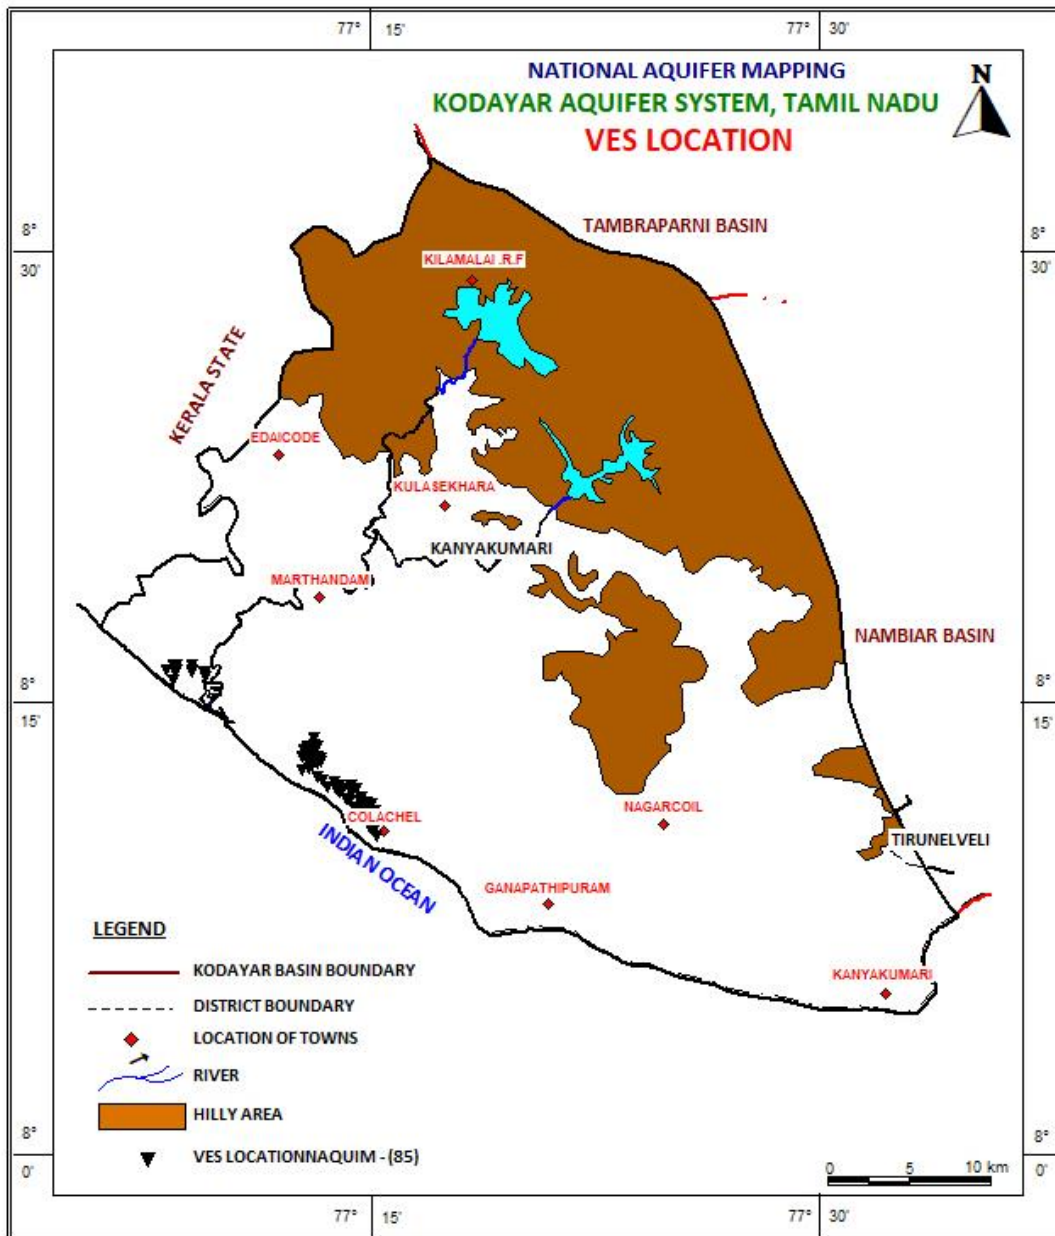 77° 15'
77° 30'
NATIONAL AQUIFER MAPPING
KODAYAR AQUIFER SYSTEM, TAMIL NADU
VES LOCATION
N
8°
30'
8°
30'
TAMBRAPARNI BASIN
KILAMALAI .R.F
KERALA STATE
EDAICODE
KULASEKHARA
KANYAKUMARI
MARTHANDAM
NAMBIAR BASIN
8°
15'
8°
15'
NAGARCOIL
COLACHEL
TIRUNELVELI
INDIAN OCEAN
GANAPATHIPURAM
KANYAKUMARI
LEGEND
KODAYAR BASIN BOUNDARY
DISTRICT BOUNDARY
LOCATION OF TOWNS
RIVER
HILLY AREA
VES LOCATIONNAQUIM - (85)
8°
0'
8°
0'
0 5 10 km
77° 15'
77° 30'